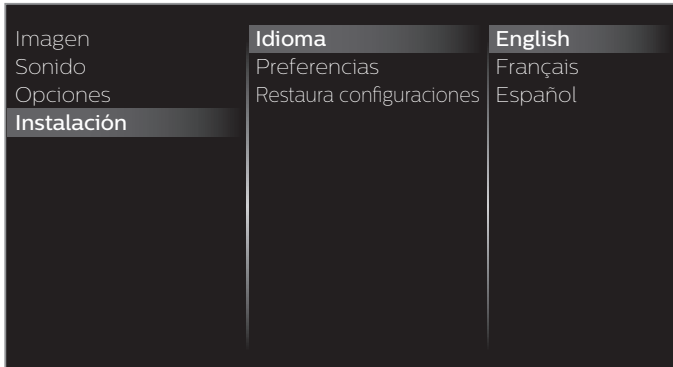 Imagen
Sonido
Opciones
Instalación
Idioma
Preferencias
Restaura configuraciones
English
Français
Español